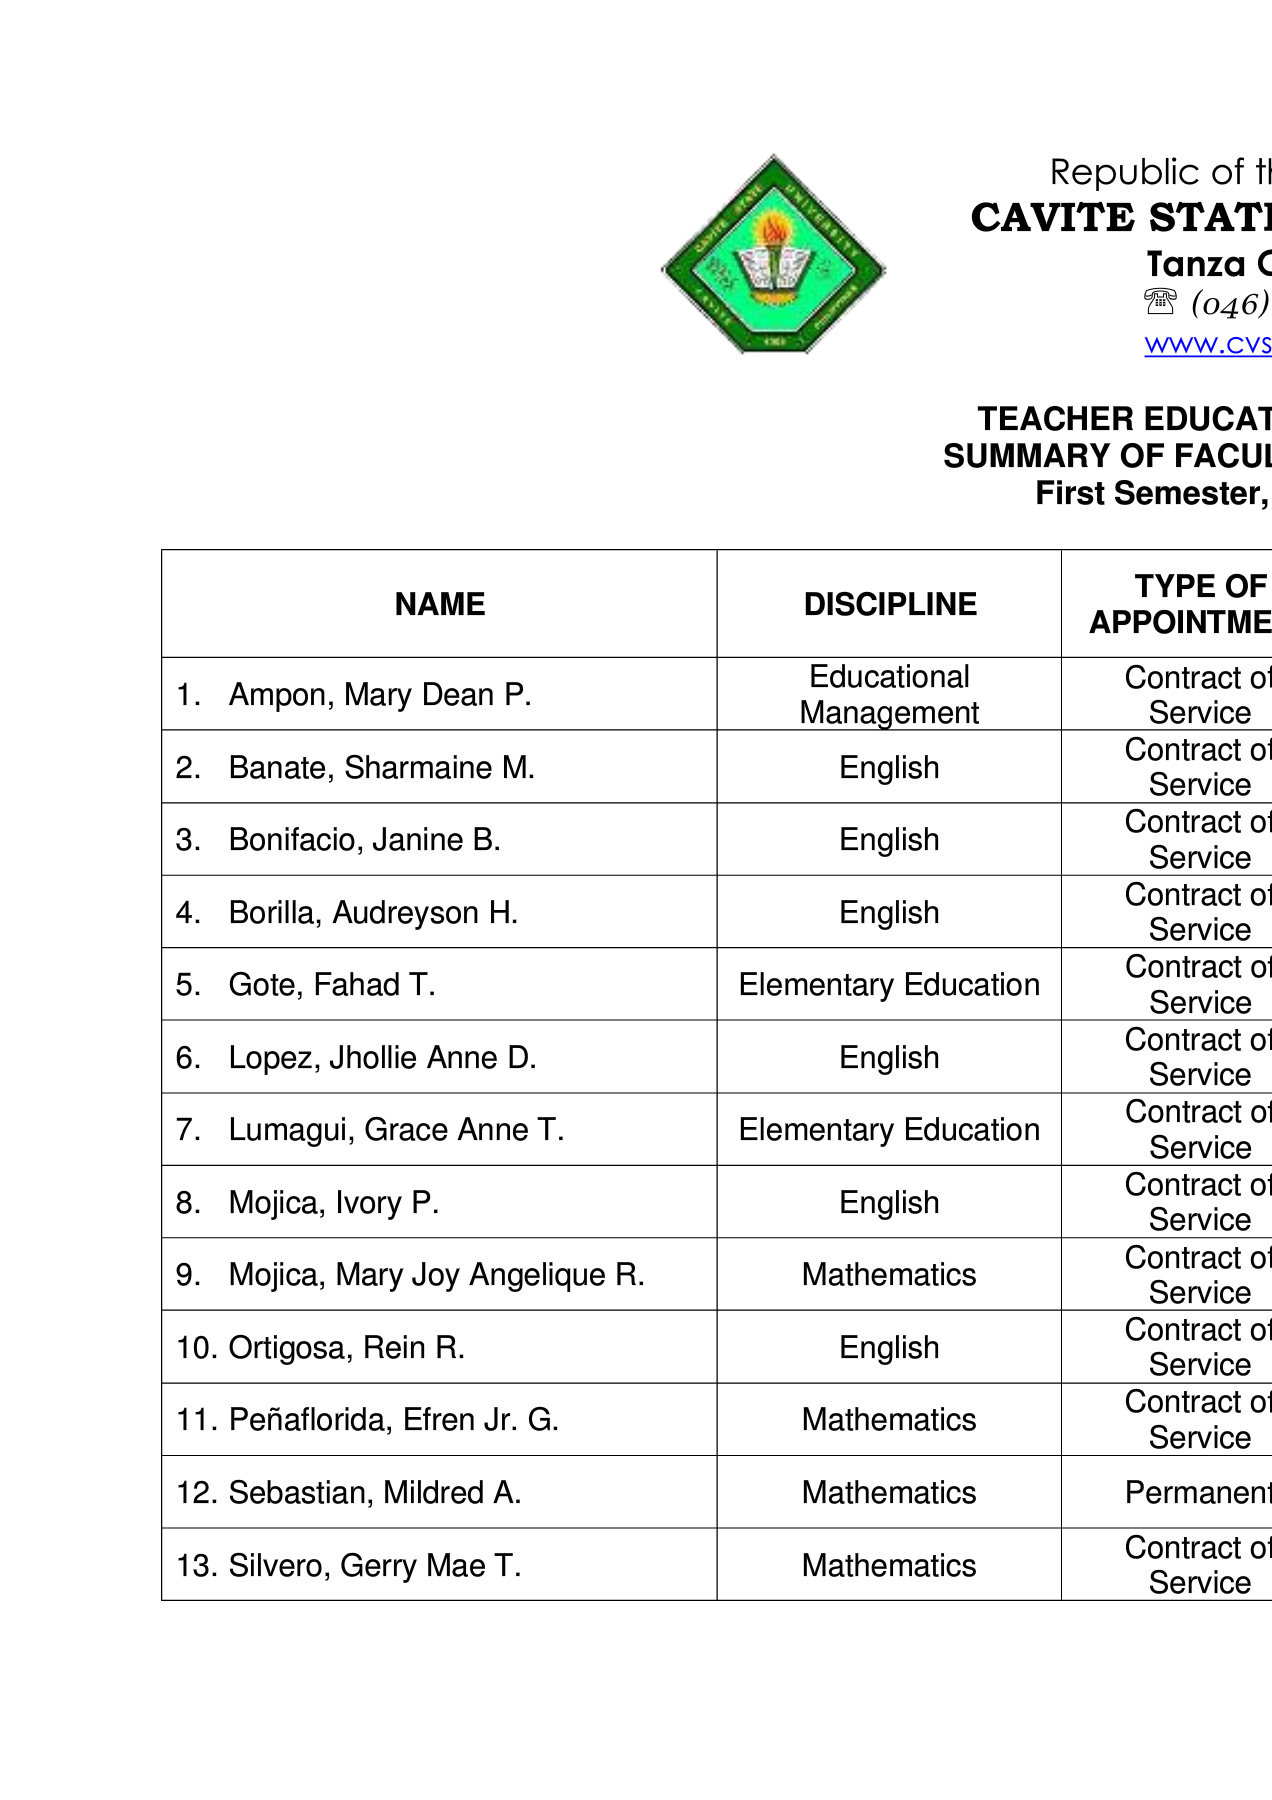 Republic of th
CAVITE STATE
Tanza C
☏ (046)
www.cvs
CAVITE STATE UNIVERSITY
TEACHER EDUCAT
SUMMARY OF FACUL
First Semester,
NAME DISCIPLINE TYPE OF
APPOINTME
1. Ampon, Mary Dean P. Educational
Management Contract of
Service
2. Banate, Sharmaine M. English Contract of
Service
3. Bonifacio, Janine B. English Contract of
Service
4. Borilla, Audreyson H. English Contract of
Service
5. Gote, Fahad T. Elementary Education Contract of
Service
6. Lopez, Jhollie Anne D. English Contract of
Service
7. Lumagui, Grace Anne T. Elementary Education Contract of
Service
8. Mojica, Ivory P. English Contract of
Service
9. Mojica, Mary Joy Angelique R. Mathematics Contract of
Service
10. Ortigosa, Rein R. English Contract of
Service
11. Peñaflorida, Efren Jr. G. Mathematics Contract of
Service
12. Sebastian, Mildred A. Mathematics Permanent
13. Silvero, Gerry Mae T. Mathematics Contract of
Service